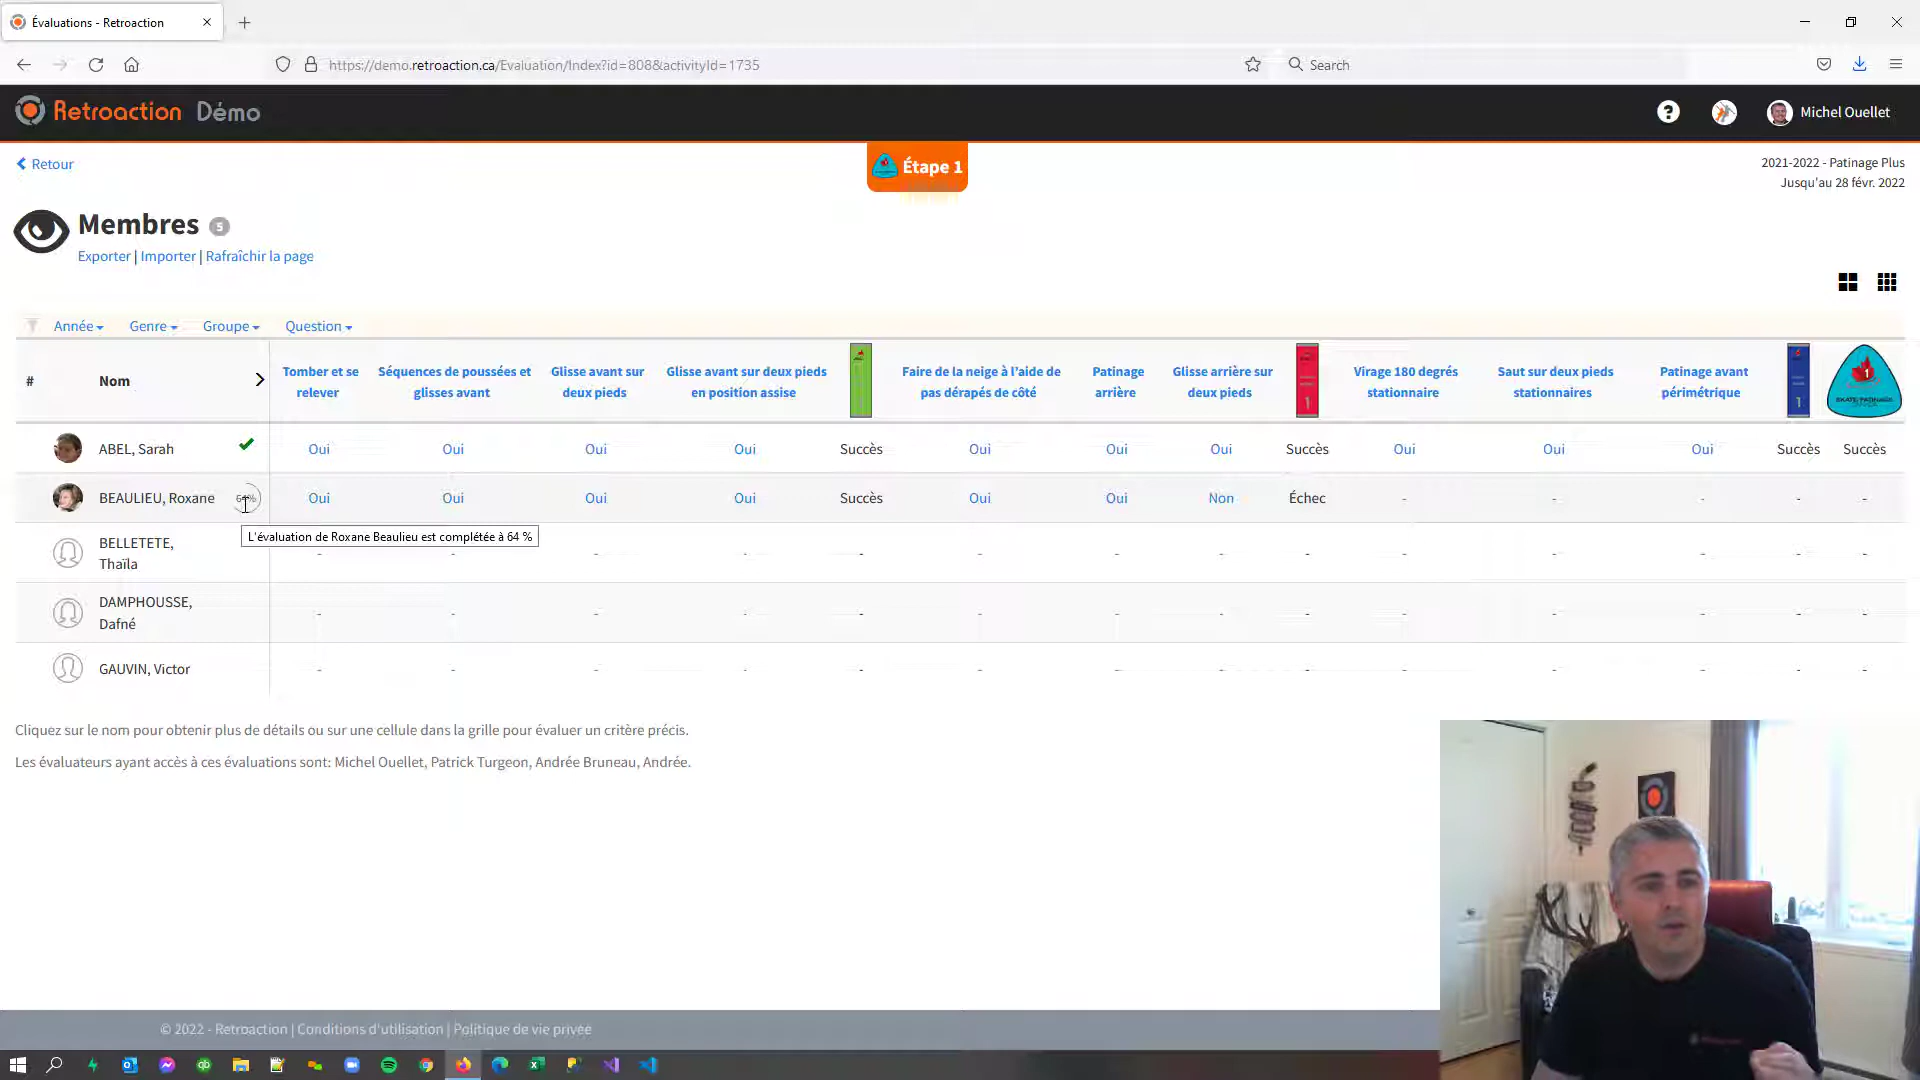 Évaluations - Retroaction
https://demo.retroaction.ca/Evaluation/Index?id=808&activityId=1735
Search
Retroaction Démo
? Michel Ouellet
Retour
Étape 1
2021-2022 - Patinage Plus
Jusqu'au 28 févr. 2022
Membres 5
Exporter | Importer | Rafraîchir la page
Année Genre Groupe Question
# Nom
Tomber et se
relever
Séquences de poussées et
glisses avant
Glisse avant sur
deux pieds
Glisse avant sur deux pieds
en position assise
Faire de la neige à l'aide de
pas dérapés de côté
Patinage
arrière
Glisse arrière sur
deux pieds
1
Virage 180 degrés
stationnaire
Saut sur deux pieds
stationnaires
Patinage avant
périmétrique
1
1
ABEL, Sarah Oui Oui Oui Oui Succès Oui Oui Oui Succès Oui Oui Oui Succès Succès
BEAULIEU, Roxane Oui Oui Oui Oui Succès Oui Oui Non Échec - - - - -
L'évaluation de Roxane Beaulieu est complétée à 64 %
BELLETETE,
Thaïla
- - - - - - - - - - - - -
DAMPHOUSSE,
Dafné
- - - - - - - - - - - - - -
GAUVIN, Victor - - - - - - - - - - - - - -
Cliquez sur le nom pour obtenir plus de détails ou sur une cellule dans la grille pour évaluer un critère précis.
Les évaluateurs ayant accès à ces évaluations sont: Michel Ouellet, Patrick Turgeon, Andrée Bruneau, Andrée.
© 2022 - Retroaction | Conditions d'utilisation | Politique de vie privée